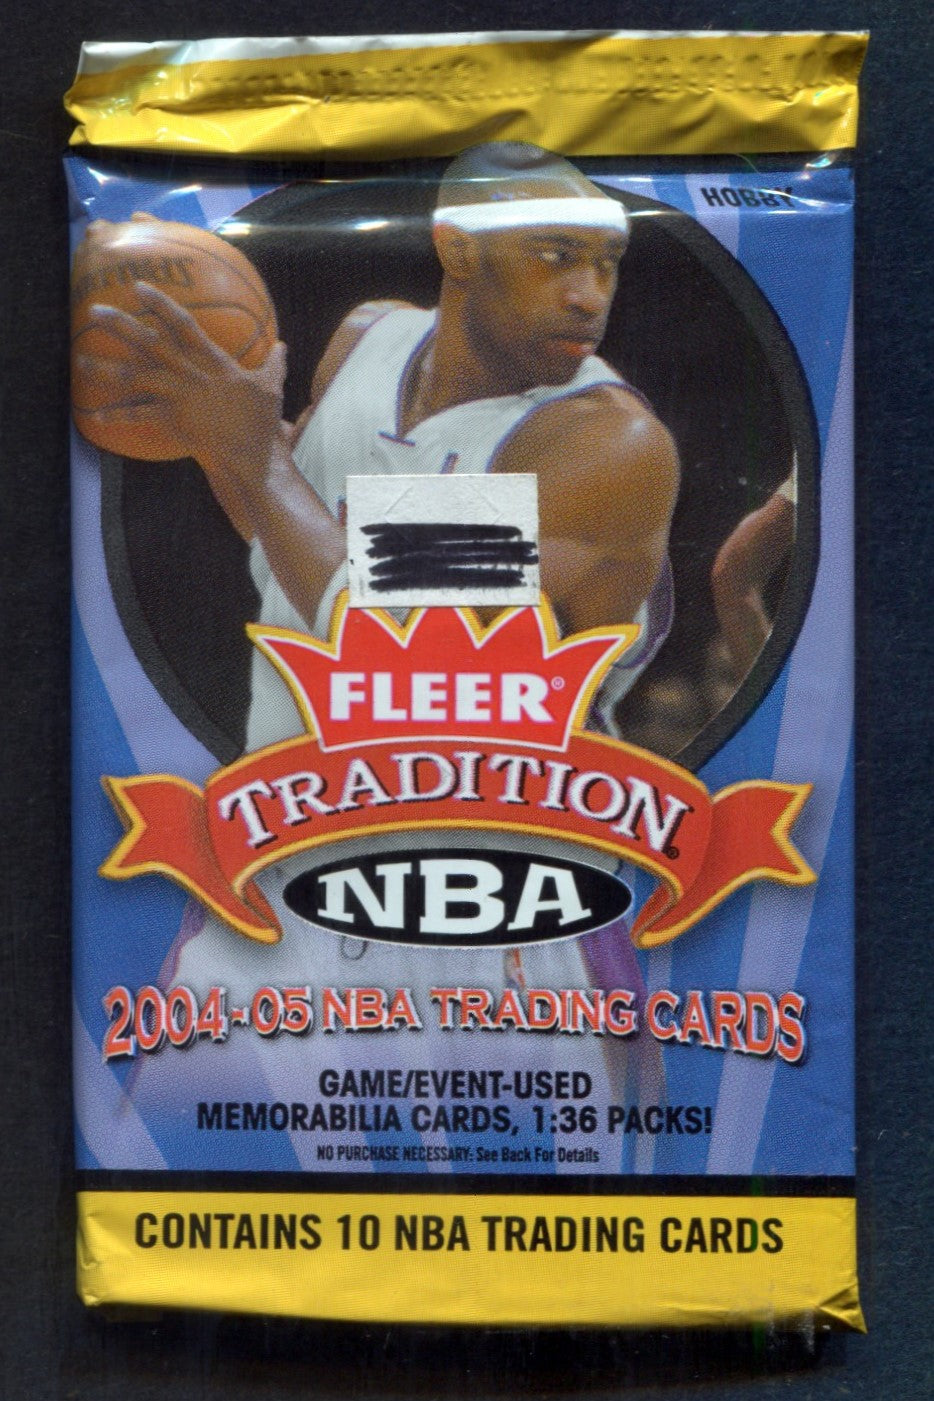 HOBBY
FLEER®
TRADITION®
NBA
2004-05 NBA TRADING CARDS
GAME/EVENT-USED
MEMORABILIA CARDS, 1:36 PACKS!
NO PURCHASE NECESSARY: See Back For Details
CONTAINS 10 NBA TRADING CARDS